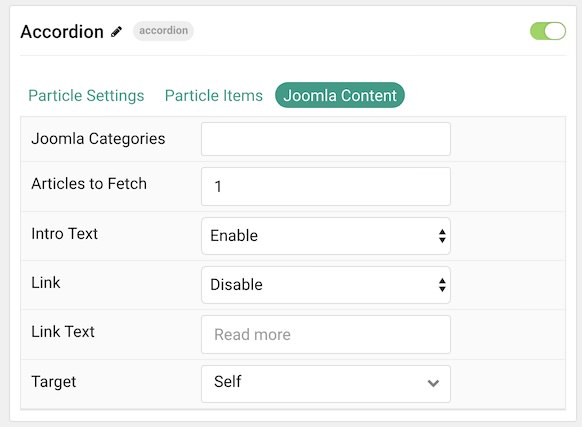 Accordion accordion
Particle Settings Particle Items Joomla Content
Joomla Categories
Articles to Fetch 1
Intro Text Enable
Link Disable
Link Text Read more
Target Self